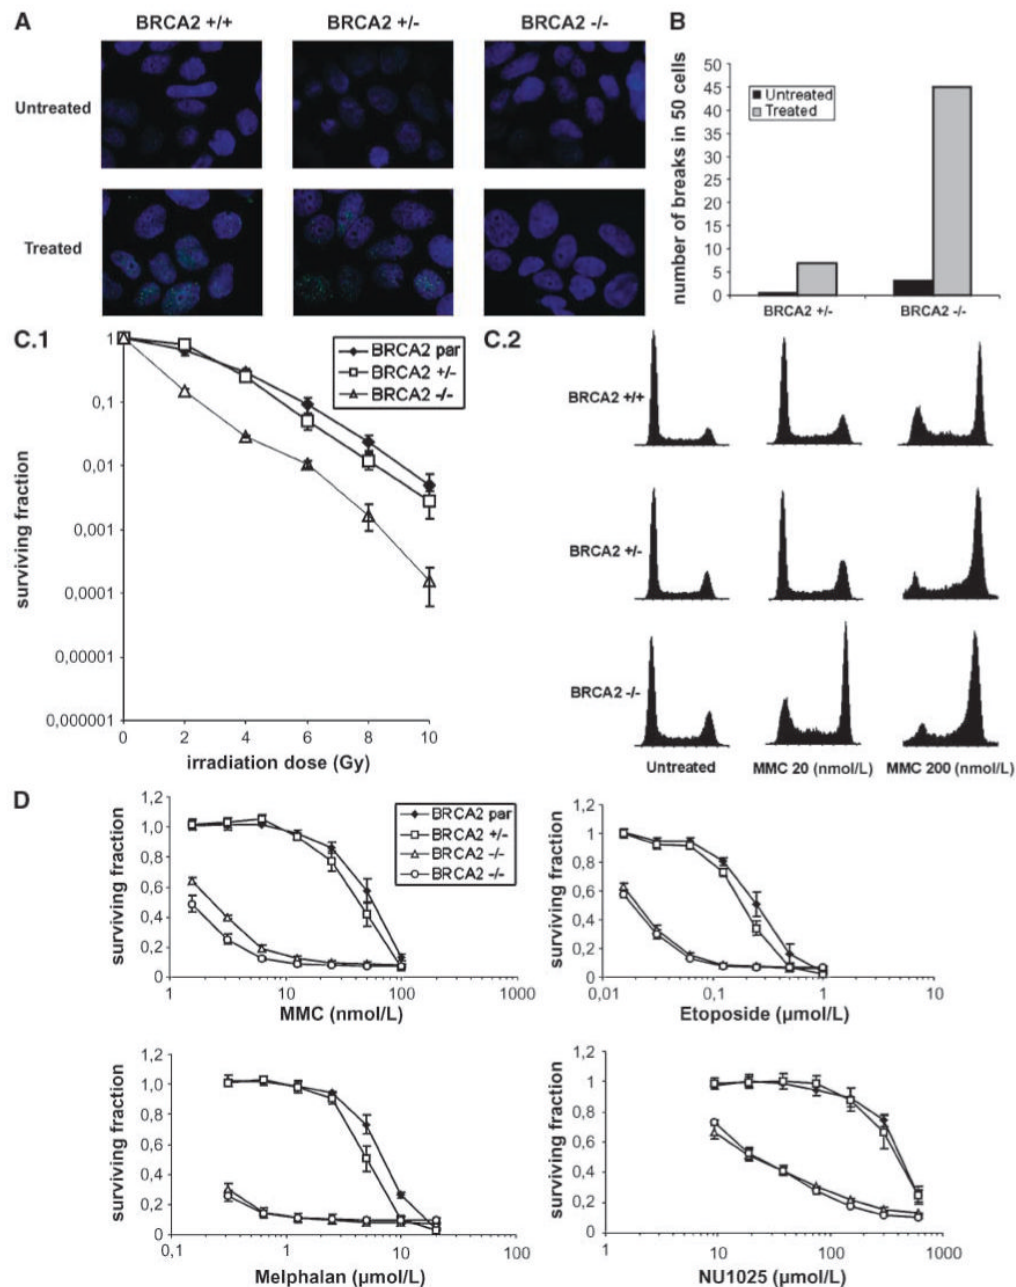 A
BRCA2 +/+
BRCA2 +/-
BRCA2 -/-
Untreated
Treated
B
number of breaks in 50 cells
50
45
40
35
30
25
20
15
10
5
0
Untreated
Treated
BRCA2 +/-
BRCA2 -/-
C.1
surviving fraction
1
0,1
0,01
0,001
0,0001
0,00001
0,000001
BRCA2 par
BRCA2 +/-
BRCA2 -/-
0 2 4 6 8 10
irradiation dose (Gy)
C.2
BRCA2 +/+
BRCA2 +/-
BRCA2 -/-
Untreated MMC 20 (nmol/L) MMC 200 (nmol/L)
D
surviving fraction
1,2
1,0
0,8
0,6
0,4
0,2
0
BRCA2 par
BRCA2 +/-
BRCA2 -/-
BRCA2 -/-
1 10 100 1000
MMC (nmol/L)
surviving fraction
1,2
1
0,8
0,6
0,4
0,2
0
0,01 0,1 1 10
Etoposide (µmol/L)
surviving fraction
1,2
1,0
0,8
0,6
0,4
0,2
0
0,1 1 10 100
Melphalan (µmol/L)
surviving fraction
1,2
1
0,8
0,6
0,4
0,2
0
1 10 100 1000
NU1025 (µmol/L)